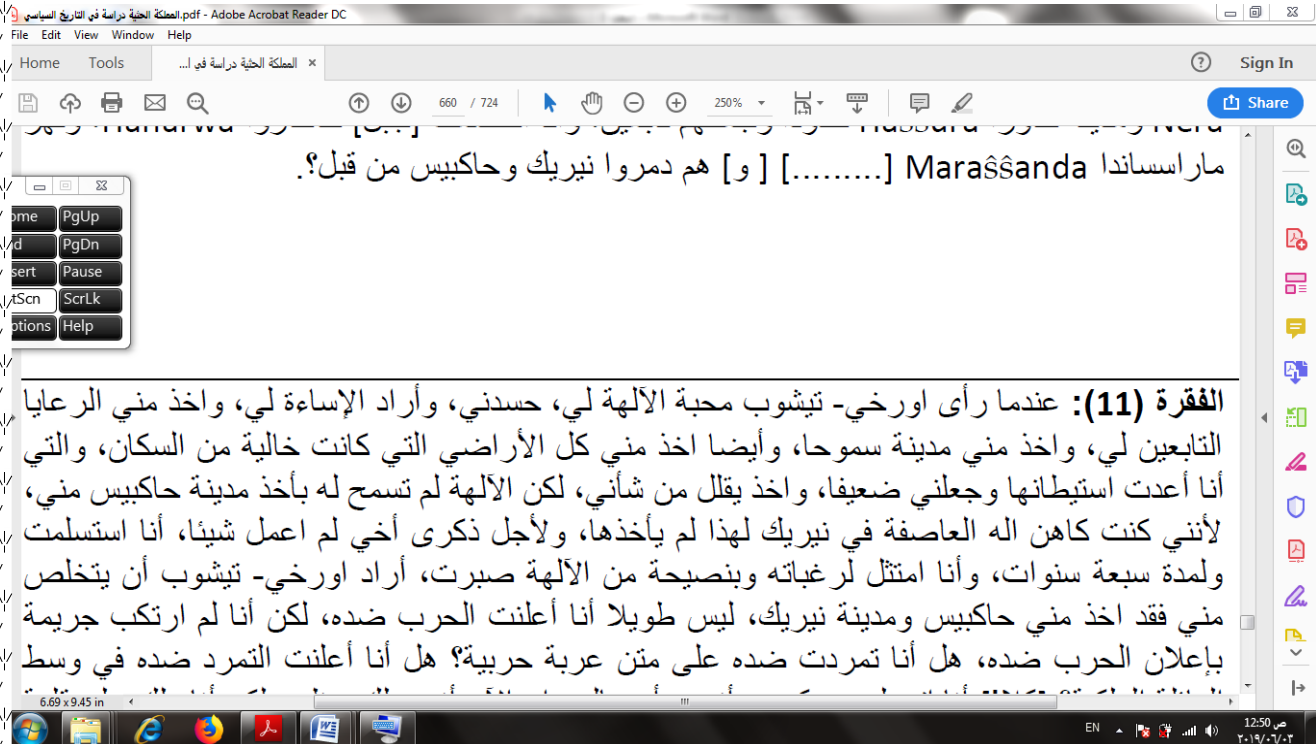 المملكة الحثية دراسة في التاريخ السياسي.pdf - Adobe Acrobat Reader DC
File Edit View Window Help
Home Tools المملكة الحثية دراسة في ا... × Sign In
660 / 724 250% Share
ماراسساندا Maraŝŝanda [.........] [ و] هم دمروا نيريك وحاكبيس من قبل؟.
PgUp
PgDn
Pause
ScrLk
Help
الفقرة (11): عندما رأى اورخي- تيشوب محبة الآلهة لي، حسدني، وأراد الإساءة لي، واخذ مني الرعايا
التابعين لي، واخذ مني مدينة سموحا، وأيضا اخذ مني كل الأراضي التي كانت خالية من السكان، والتي
أنا أعدت استيطانها وجعلني ضعيفا، واخذ يقلل من شأني، لكن الآلهة لم تسمح له بأخذ مدينة حاكبيس مني،
لأنني كنت كاهن اله العاصفة في نيريك لهذا لم يأخذها، ولأجل ذكرى أخي لم اعمل شيئا، أنا استسلمت
ولمدة سبعة سنوات، وأنا امتثل لرغباته وبنصيحة من الآلهة صبرت، أراد اورخي- تيشوب أن يتخلص
مني فقد اخذ مني حاكبيس ومدينة نيريك، ليس طويلا أنا أعلنت الحرب ضده، لكن أنا لم ارتكب جريمة
بإعلان الحرب ضده، هل أنا تمردت ضده على متن عربة حربية؟ هل أنا أعلنت التمرد ضده في وسط
6.69 x 9.45 in
EN 12:50 ص
٢٠١٩/٠٦/٠٣